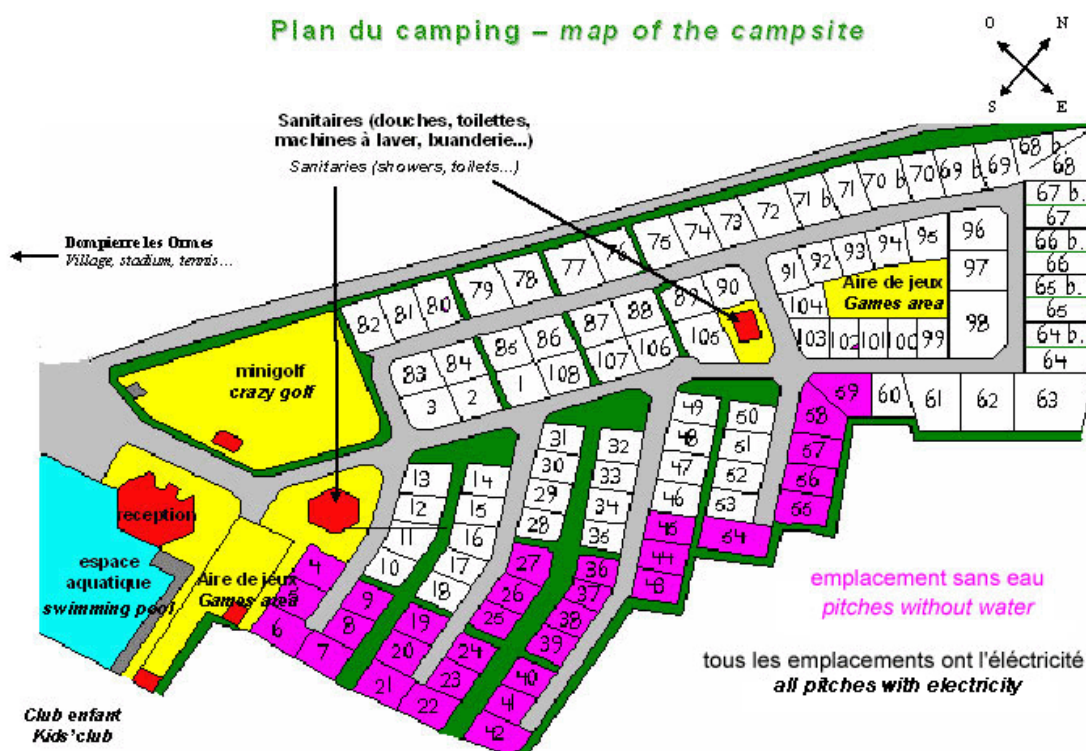 Plan du camping – map of the campsite
O
N
S
E
Sanitaires (douches, toilettes,
machines à laver, buanderie...)
Sanitaries (showers, toilets...)
Dompierre les Ormes
Village, stadium, tennis...
82 81 80 79 78 77 76 75 74 73 72 71 b 71 70 b 70 69 b 69 68 b.
68
67 b.
67
66 b.
66
65 b.
65
64 b.
64
91 92 93 94 95 96
97
98
Aire de jeux
Games area
104
103 102 101 100 99
83 84 85 86 87 88 89 90
3 2 1 108 107 106 105
minigolf
crazy golf
59 60 61 62 63
58
57
56
55
49
48
47
46
45
44
43
50
51
52
53
54
31
30
29
28
27
26
25
24
23
22
32
33
34
35
36
37
38
39
40
41
42
13
12
11
10
9
8
7
14
15
16
17
18
19
20
21
4
5
6
reception
espace
aquatique
swimming pool
Aire de jeux
Games area
emplacement sans eau
pitches without water
tous les emplacements ont l'éléctricité
all pitches with electricity
Club enfant
Kids' club